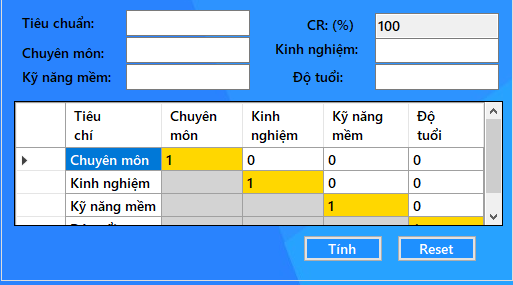 Tiêu chuẩn: CR: (%) 100
Chuyên môn: Kinh nghiệm:
Kỹ năng mềm: Độ tuổi:
Tiêu chí Chuyên môn Kinh nghiệm Kỹ năng mềm Độ tuổi
Chuyên môn 1 0 0 0
Kinh nghiệm 1 0 0
Kỹ năng mềm 1 0
Tính Reset